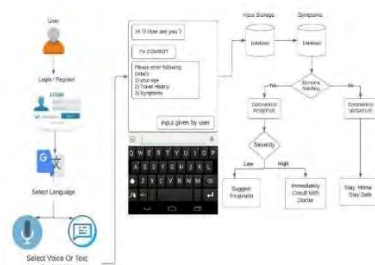 User
Login / Register
LOGIN
Select Language
Select Voice Or Text
Hi !! How are you ?
I'm COVIBOT
Please enter following
Details
1) your age
2) Travel History
3) Symptoms
Input given by user
Q W E R T Y U I O P
A S D F G H J K L
Z X C V B N M
Input Storage
Symptoms
Database
Database
Symptoms
Matching
Yes
No
Coronavirus
POSITIVE
Coronavirus
NEGATIVE
Severity
Low
High
Suggest
Treatment
Immediately
Consult With
Doctor
Stay Home
Stay Safe